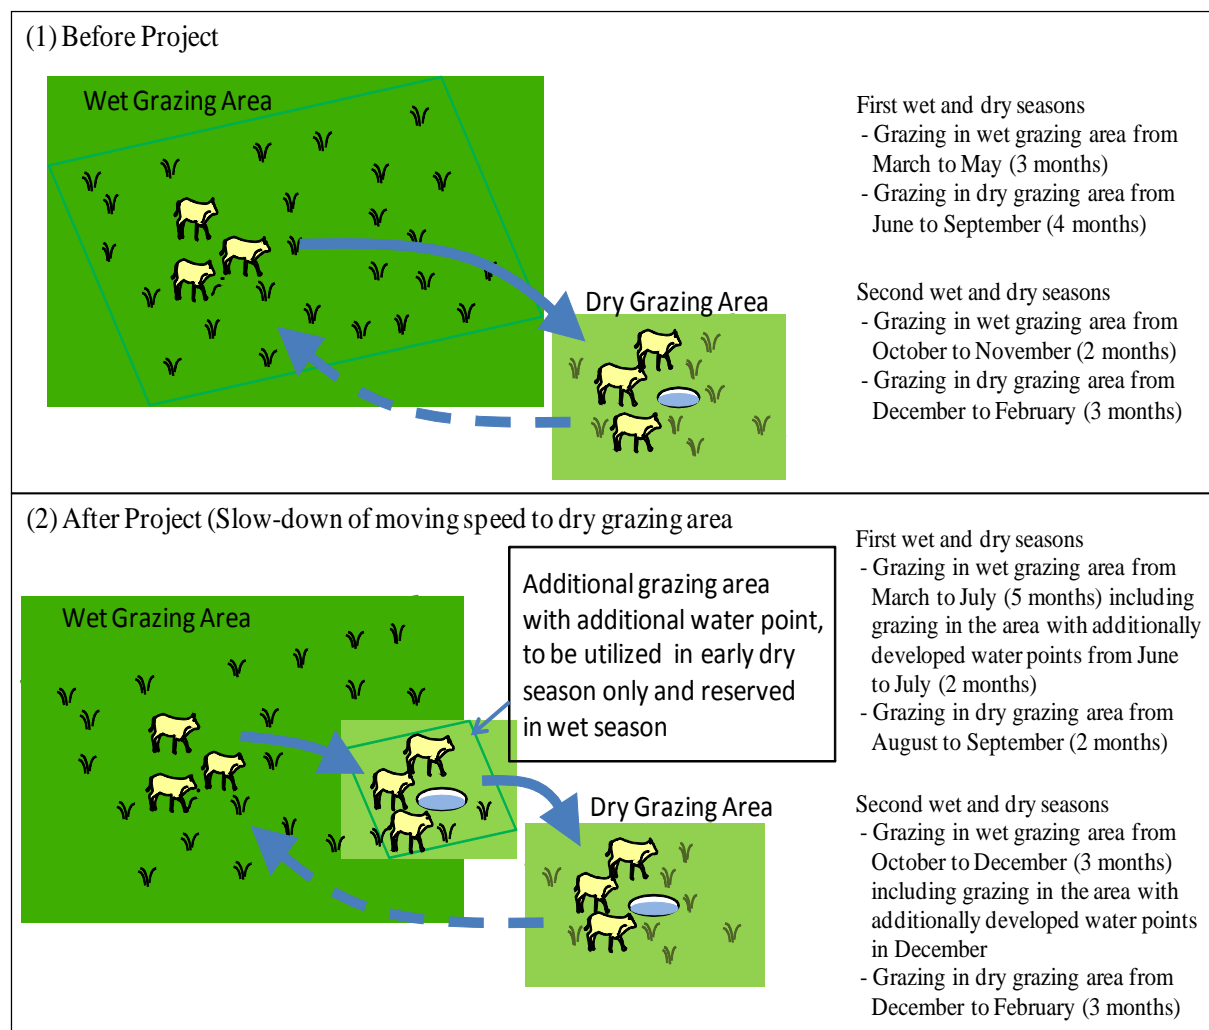 (1) Before Project
Wet Grazing Area
Dry Grazing Area
First wet and dry seasons
- Grazing in wet grazing area from
March to May (3 months)
- Grazing in dry grazing area from
June to September (4 months)
Second wet and dry seasons
- Grazing in wet grazing area from
October to November (2 months)
- Grazing in dry grazing area from
December to February (3 months)
(2) After Project (Slow-down of moving speed to dry grazing area
Wet Grazing Area
Additional grazing area
with additional water point,
to be utilized in early dry
season only and reserved
in wet season
Dry Grazing Area
First wet and dry seasons
- Grazing in wet grazing area from
March to July (5 months) including
grazing in the area with additionally
developed water points from June
to July (2 months)
- Grazing in dry grazing area from
August to September (2 months)
Second wet and dry seasons
- Grazing in wet grazing area from
October to December (3 months)
including grazing in the area with
additionally developed water points
in December
- Grazing in dry grazing area from
December to February (3 months)